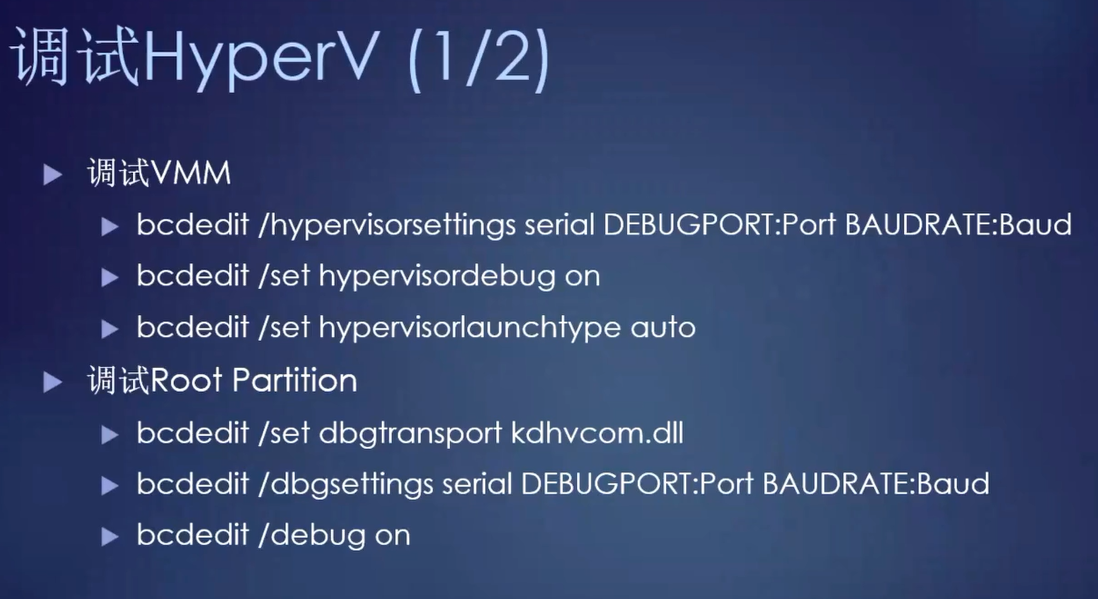 调试HyperV (1/2)
调试VMM
bcdedit /hypervisorsettings serial DEBUGPORT:Port BAUDRATE:Baud
bcdedit /set hypervisordebug on
bcdedit /set hypervisorlaunchtype auto
调试Root Partition
bcdedit /set dbgtransport kdhvcom.dll
bcdedit /dbgsettings serial DEBUGPORT:Port BAUDRATE:Baud
bcdedit /debug on